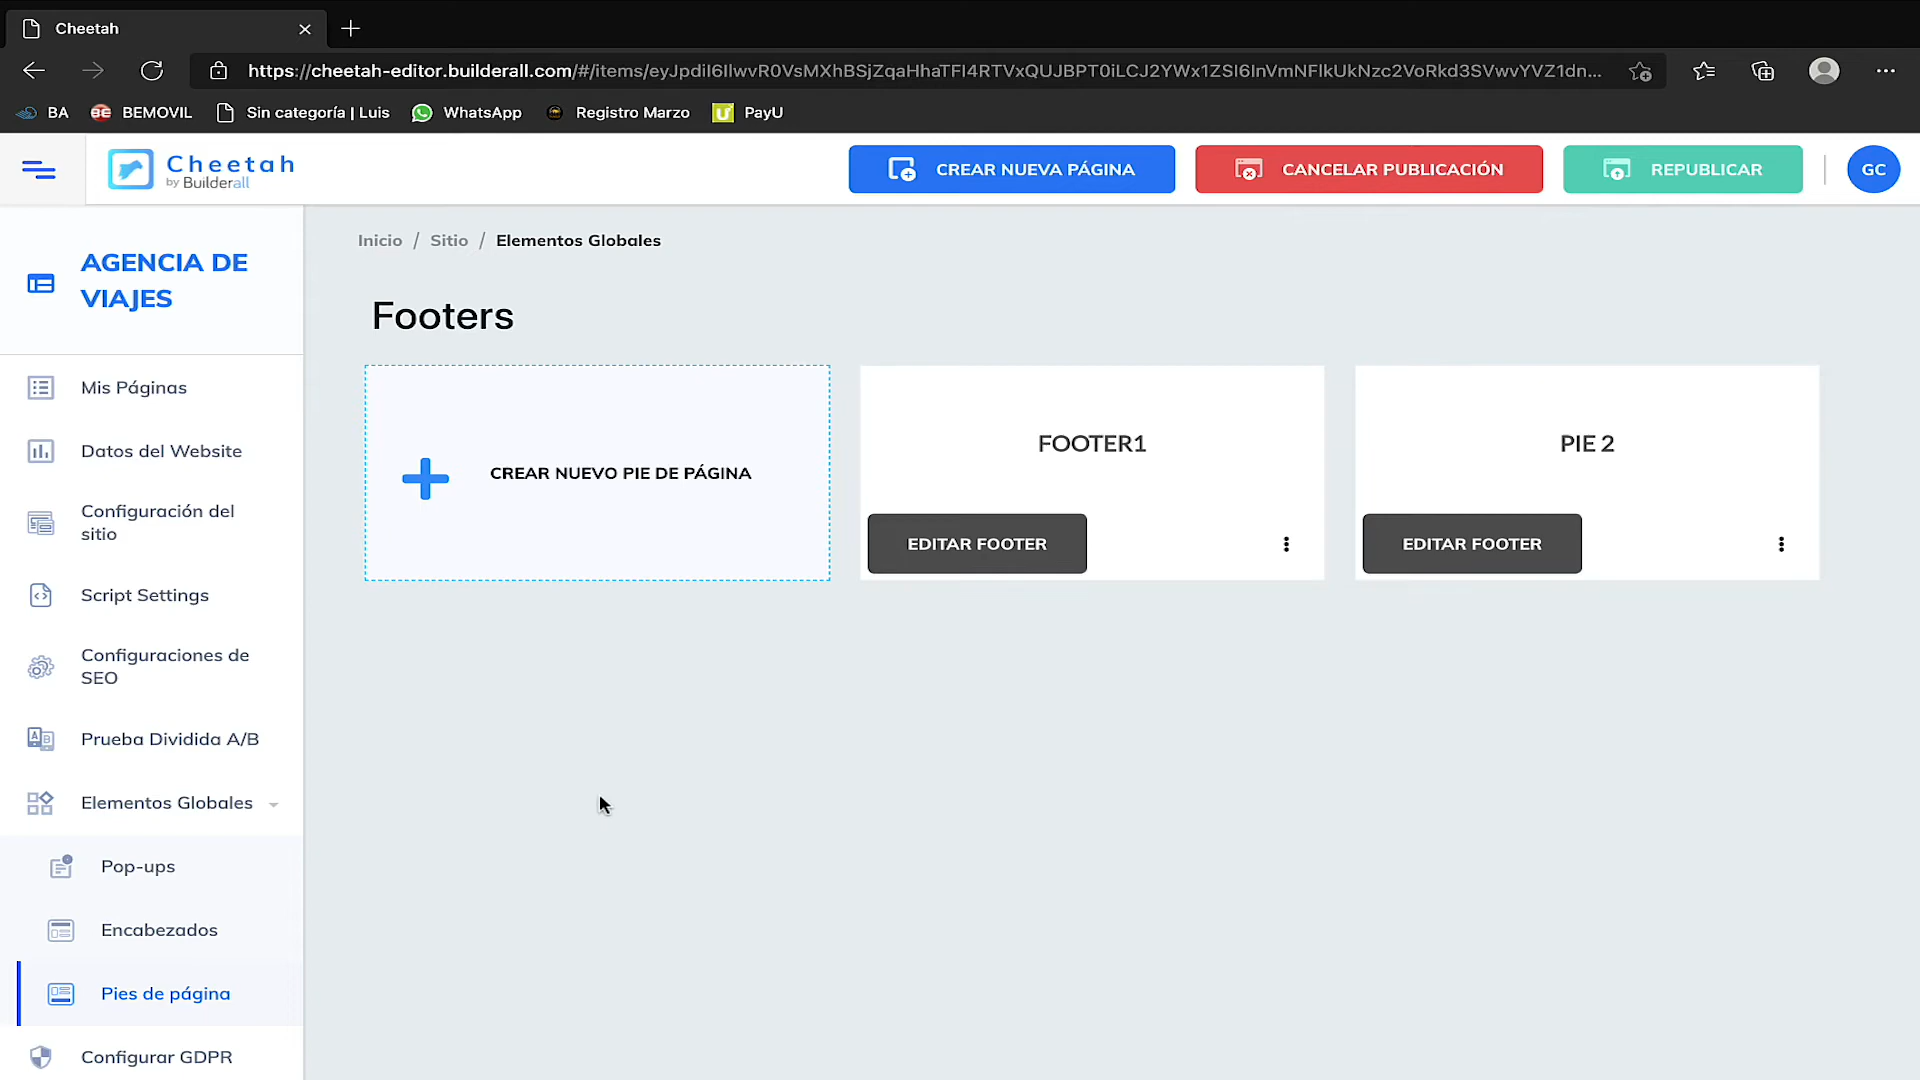 Cheetah
https://cheetah-editor.builderall.com/#/items/eyJpdiI6IlwvR0VsMXhBSjZqaHhaTFI4RTVxQUJBPT0iLCJ2YWx1ZSI6InVmNFlkUkNzc2VoRkd3SVwvYVZ1dn...
BA BEMOVIL Sin categoría | Luis WhatsApp Registro Marzo PayU
Cheetah
by Builderall
CREAR NUEVA PÁGINA CANCELAR PUBLICACIÓN REPUBLICAR GC
AGENCIA DE
VIAJES
Mis Páginas
Datos del Website
Configuración del
sitio
Script Settings
Configuraciones de
SEO
Prueba Dividida A/B
Elementos Globales
Pop-ups
Encabezados
Pies de página
Configurar GDPR
Inicio / Sitio / Elementos Globales
Footers
CREAR NUEVO PIE DE PÁGINA
FOOTER1
EDITAR FOOTER
PIE 2
EDITAR FOOTER